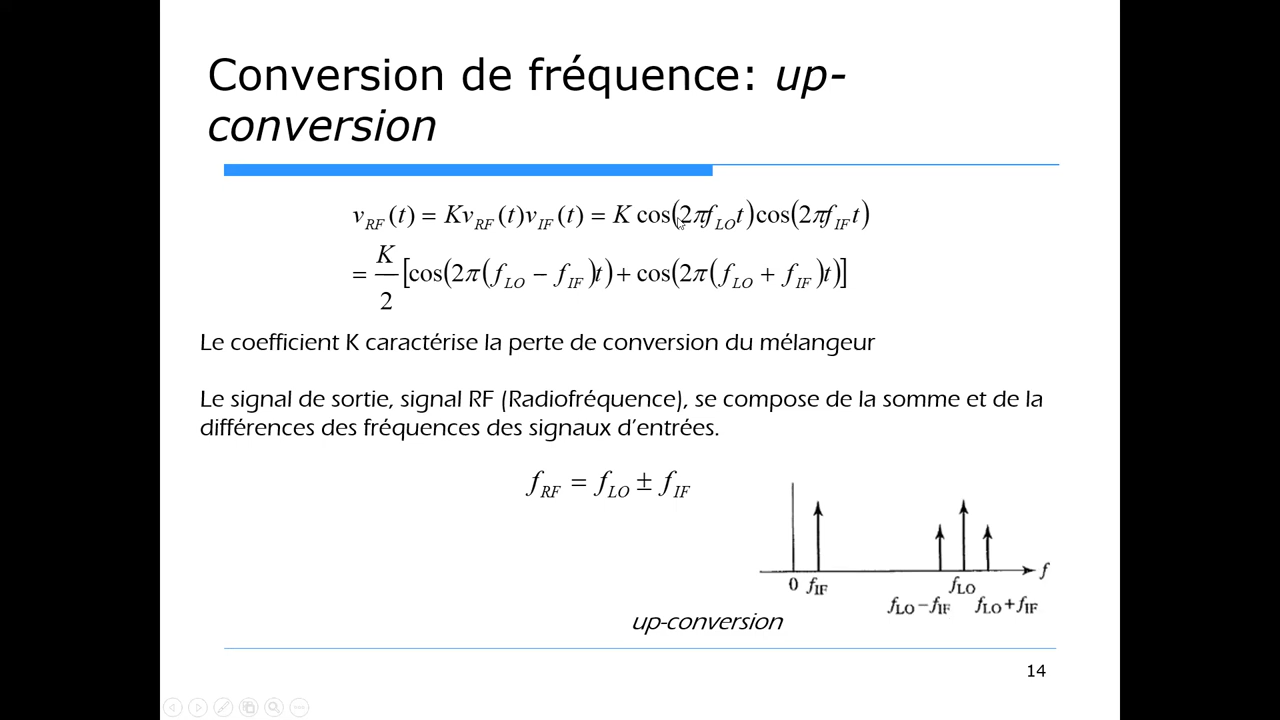 Conversion de fréquence: up-
conversion
v_RF(t) = Kv_RF(t)v_IF(t) = K cos(2πf_LO t)cos(2πf_IF t)
= K/2 [cos(2π(f_LO − f_IF)t) + cos(2π(f_LO + f_IF)t)]
Le coefficient K caractérise la perte de conversion du mélangeur
Le signal de sortie, signal RF (Radiofréquence), se compose de la somme et de la
différences des fréquences des signaux d'entrées.
f_RF = f_LO ± f_IF
f
0 f_IF f_LO
f_LO − f_IF f_LO + f_IF
up-conversion
14